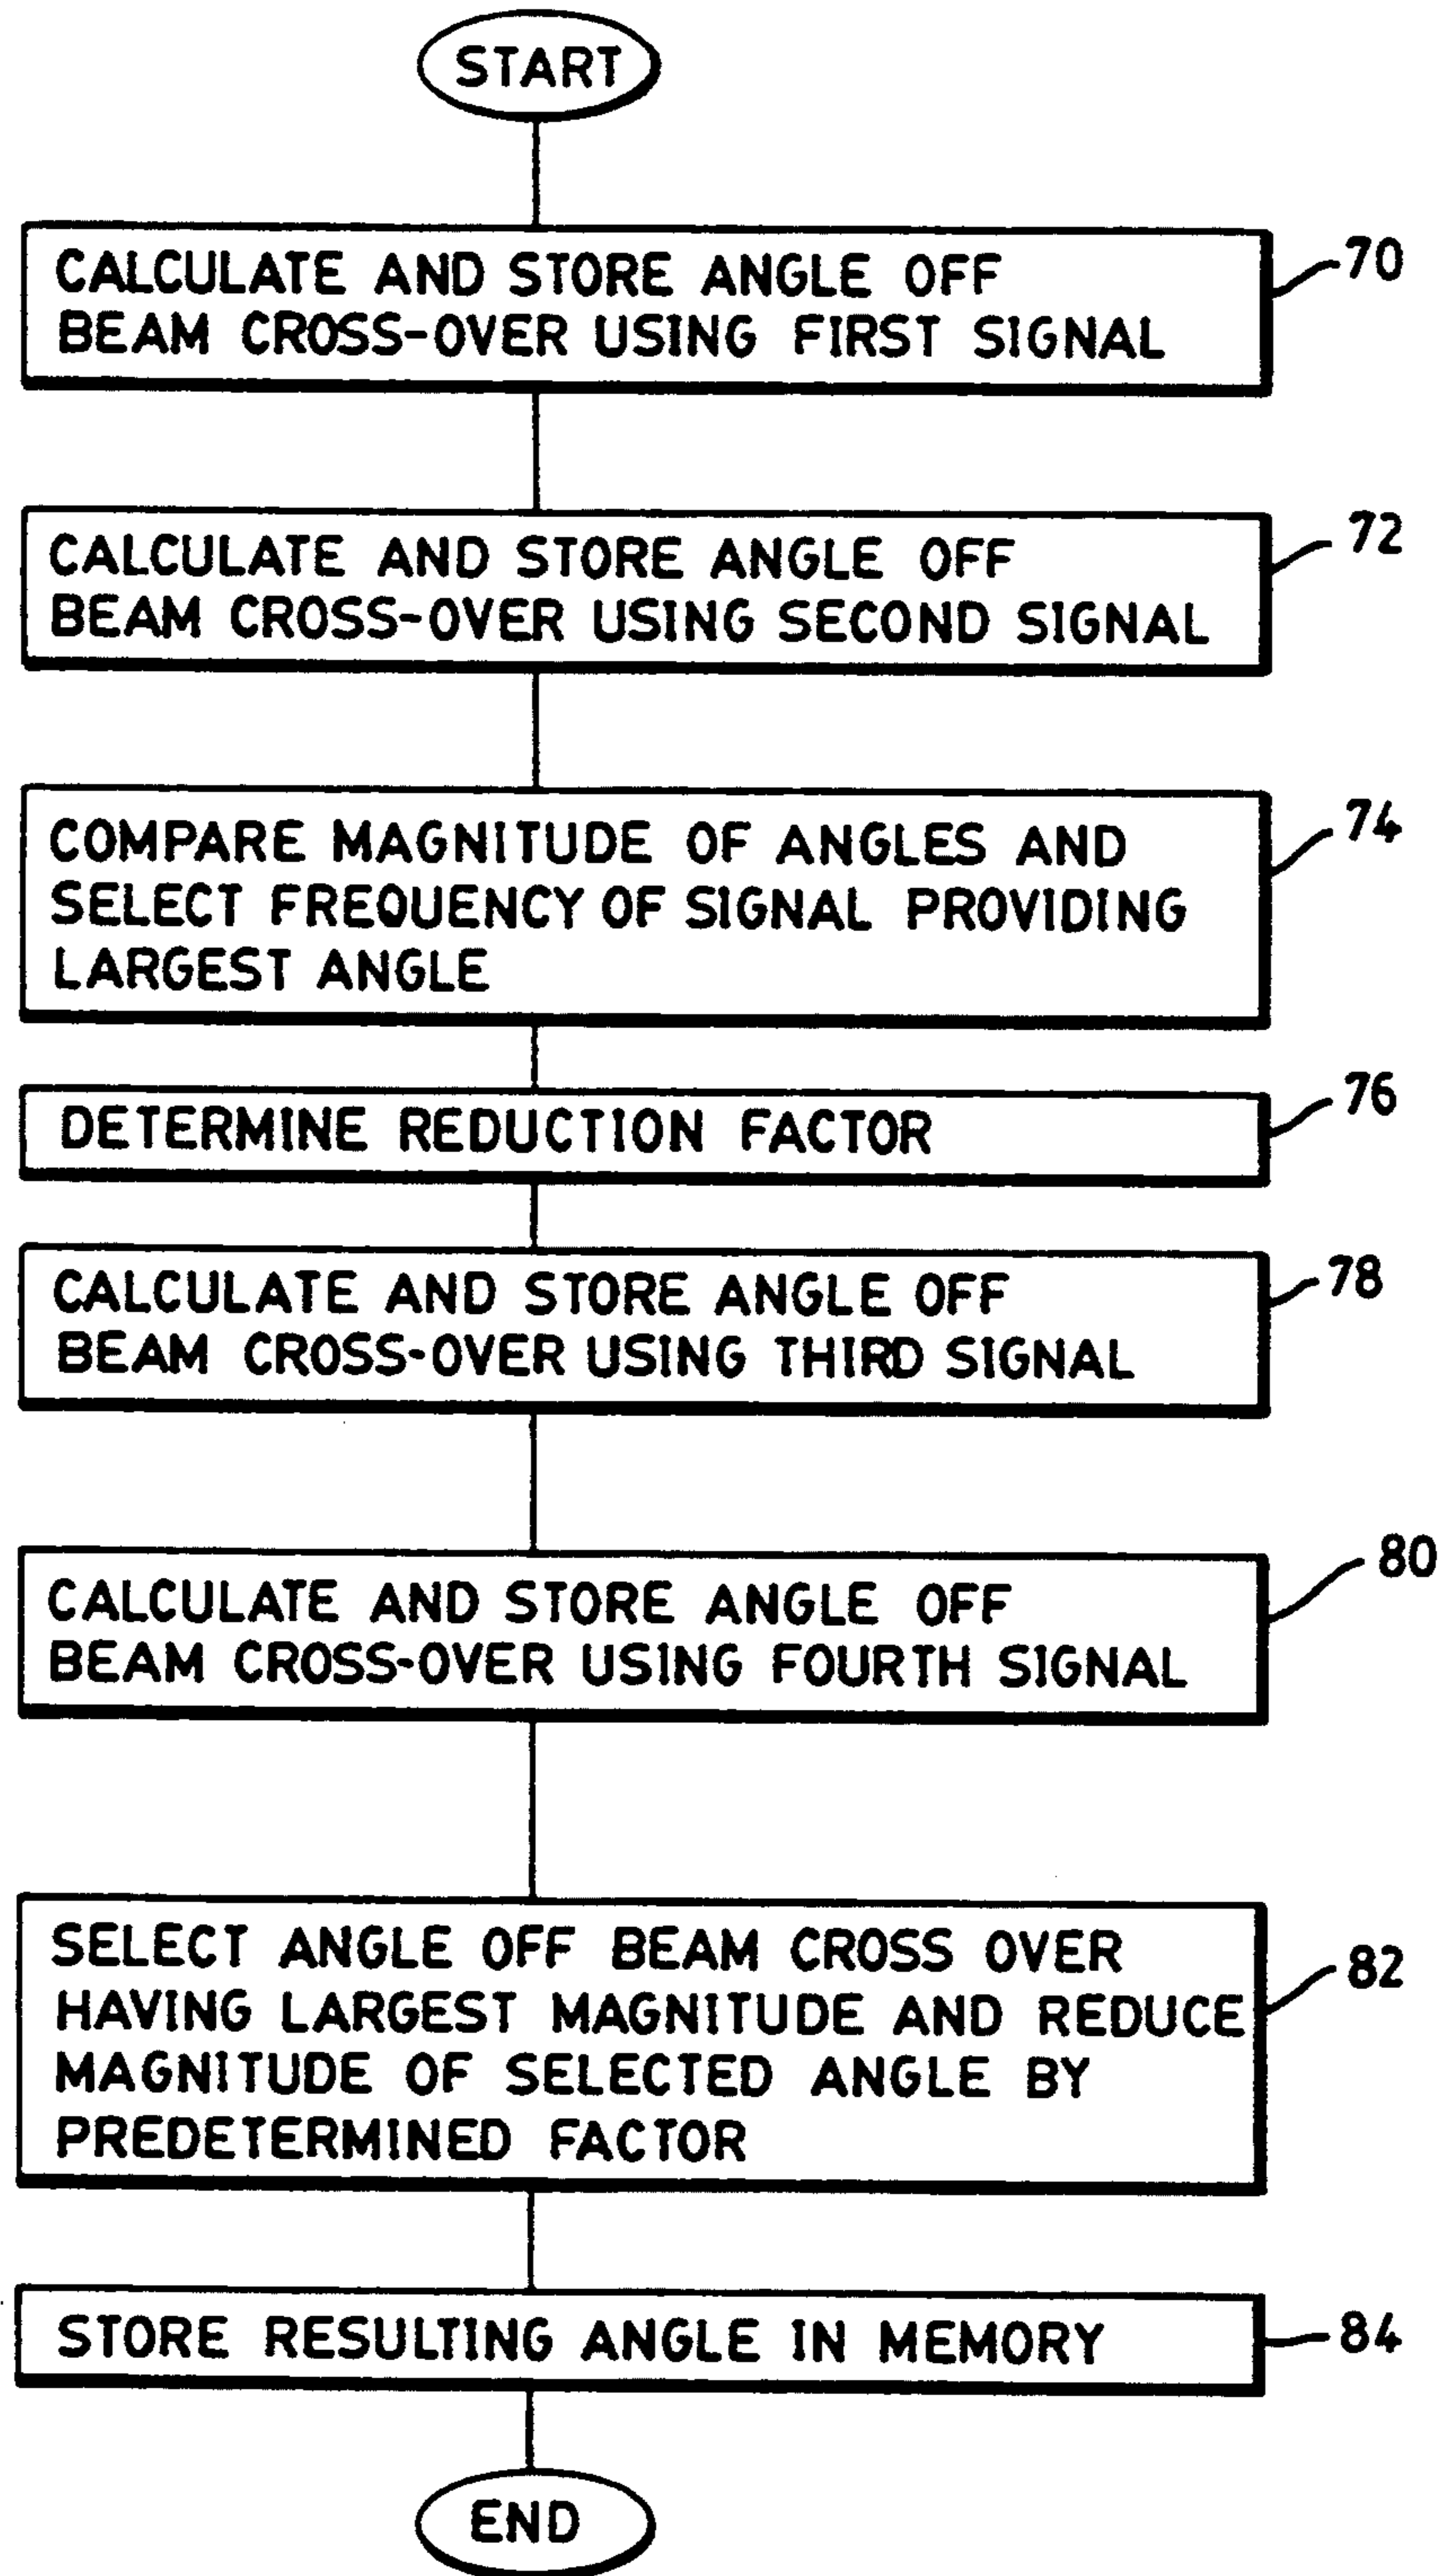 START
CALCULATE AND STORE ANGLE OFF
BEAM CROSS-OVER USING FIRST SIGNAL
70
CALCULATE AND STORE ANGLE OFF
BEAM CROSS-OVER USING SECOND SIGNAL
72
COMPARE MAGNITUDE OF ANGLES AND
SELECT FREQUENCY OF SIGNAL PROVIDING
LARGEST ANGLE
74
DETERMINE REDUCTION FACTOR
76
CALCULATE AND STORE ANGLE OFF
BEAM CROSS-OVER USING THIRD SIGNAL
78
CALCULATE AND STORE ANGLE OFF
BEAM CROSS-OVER USING FOURTH SIGNAL
80
SELECT ANGLE OFF BEAM CROSS OVER
HAVING LARGEST MAGNITUDE AND REDUCE
MAGNITUDE OF SELECTED ANGLE BY
PREDETERMINED FACTOR
82
STORE RESULTING ANGLE IN MEMORY
84
END